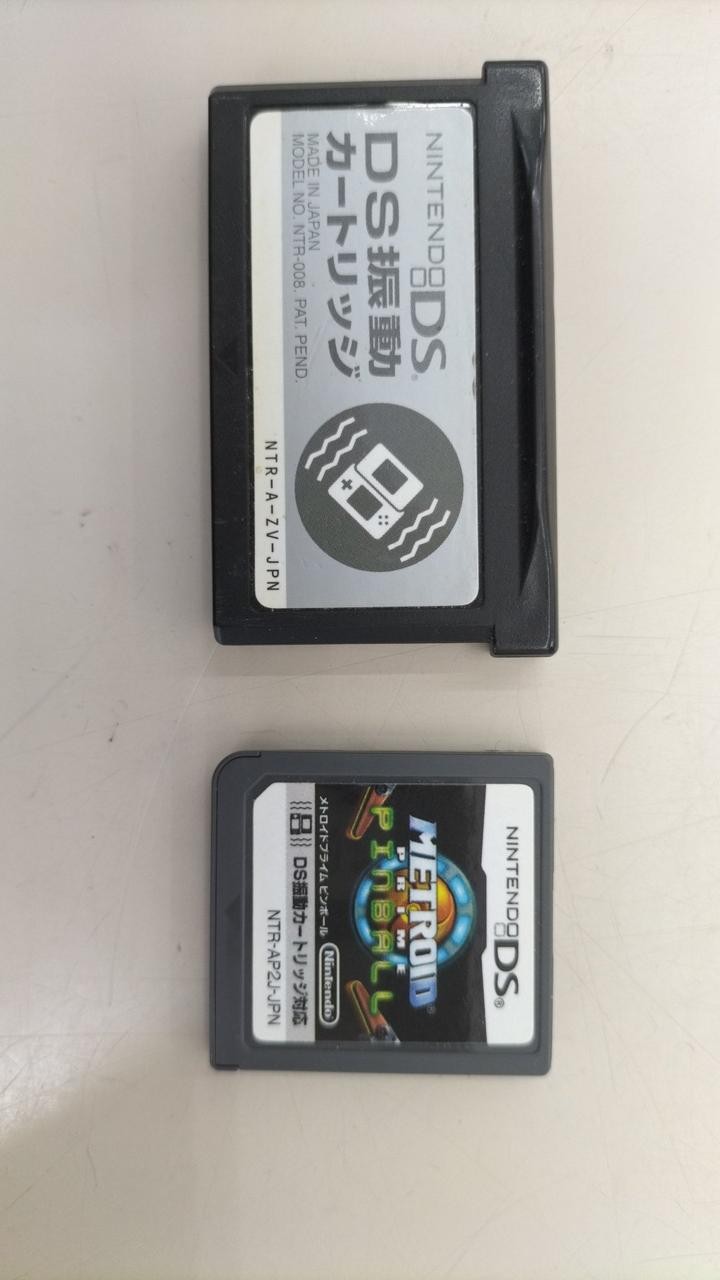 NINTENDO DS®
DS振動
カートリッジ
MADE IN JAPAN
MODEL NO. NTR-008. PAT. PEND.
NTR-A-ZV-JPN
NINTENDO DS®
METROID®
PRIME
PINBALL
メトロイドプライム ピンボール
Nintendo
DS振動カートリッジ対応
NTR-AP2J-JPN